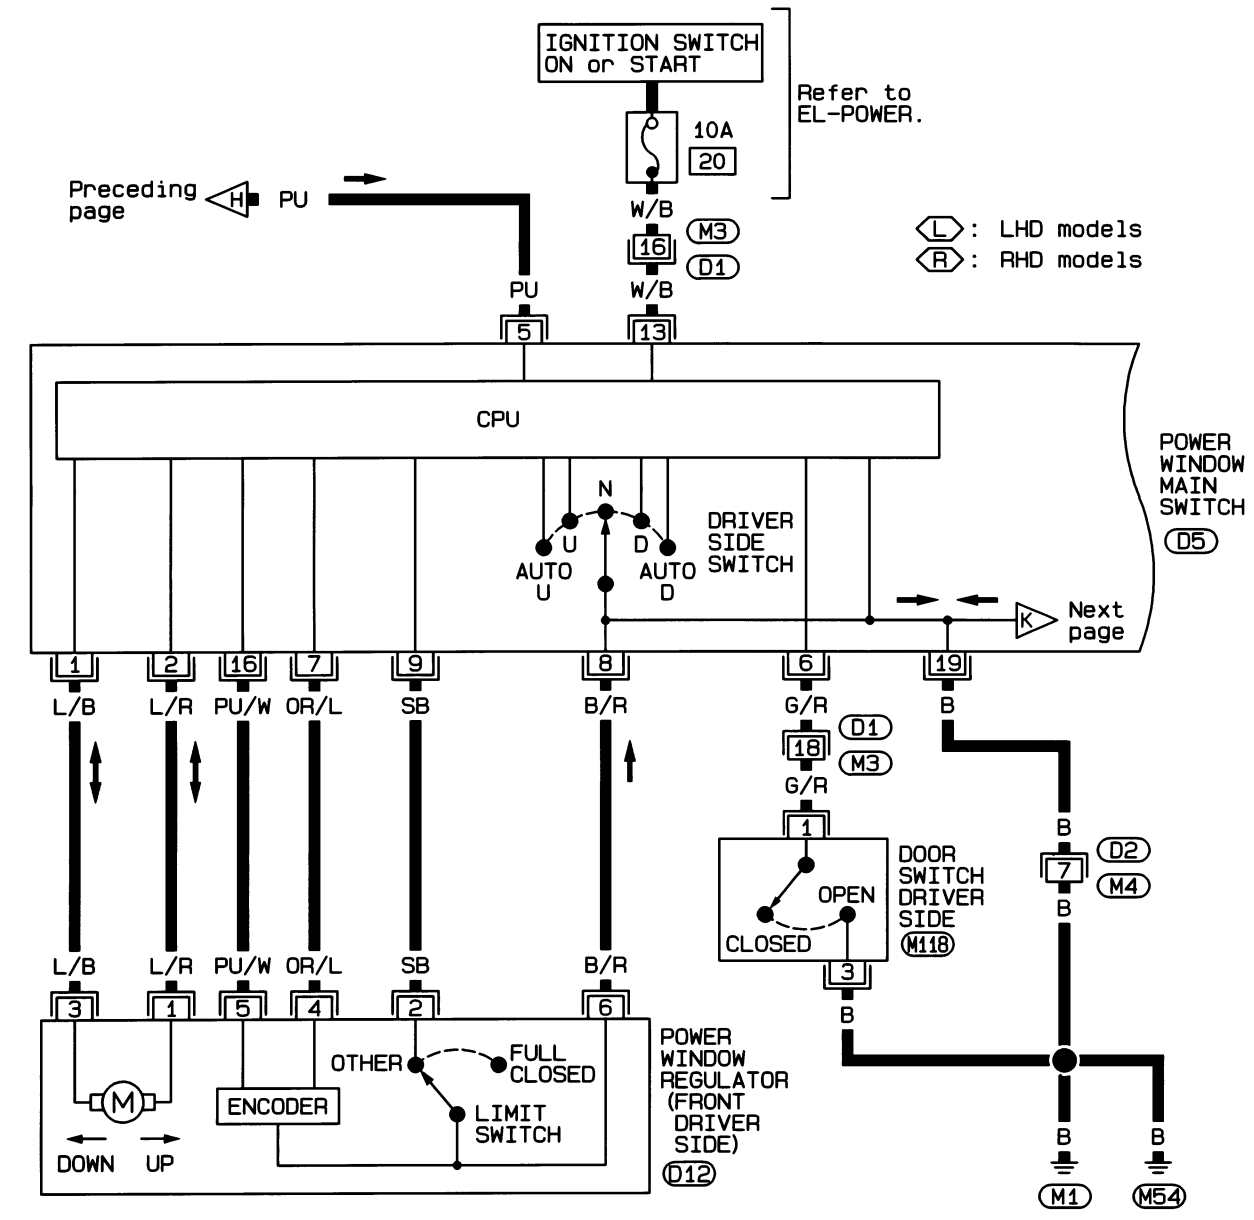 IGNITION SWITCH
ON or START
Refer to
EL-POWER.
10A
20
Preceding
page
H
PU
W/B
M3
16
D1
L : LHD models
R : RHD models
PU
W/B
5
13
CPU
POWER
WINDOW
MAIN
SWITCH
D5
N
U
D
AUTO
U
AUTO
D
DRIVER
SIDE
SWITCH
K
Next
page
1
2
16
7
9
8
6
19
L/B
L/R
PU/W
OR/L
SB
B/R
G/R
B
D1
18
M3
G/R
1
B
D2
7
M4
B
DOOR
SWITCH
DRIVER
SIDE
M118
OPEN
CLOSED
3
B
L/B
L/R
PU/W
OR/L
SB
B/R
3
1
5
4
2
6
OTHER
FULL
CLOSED
M
ENCODER
LIMIT
SWITCH
DOWN
UP
POWER
WINDOW
REGULATOR
(FRONT
DRIVER
SIDE)
D12
B
B
M1
M54